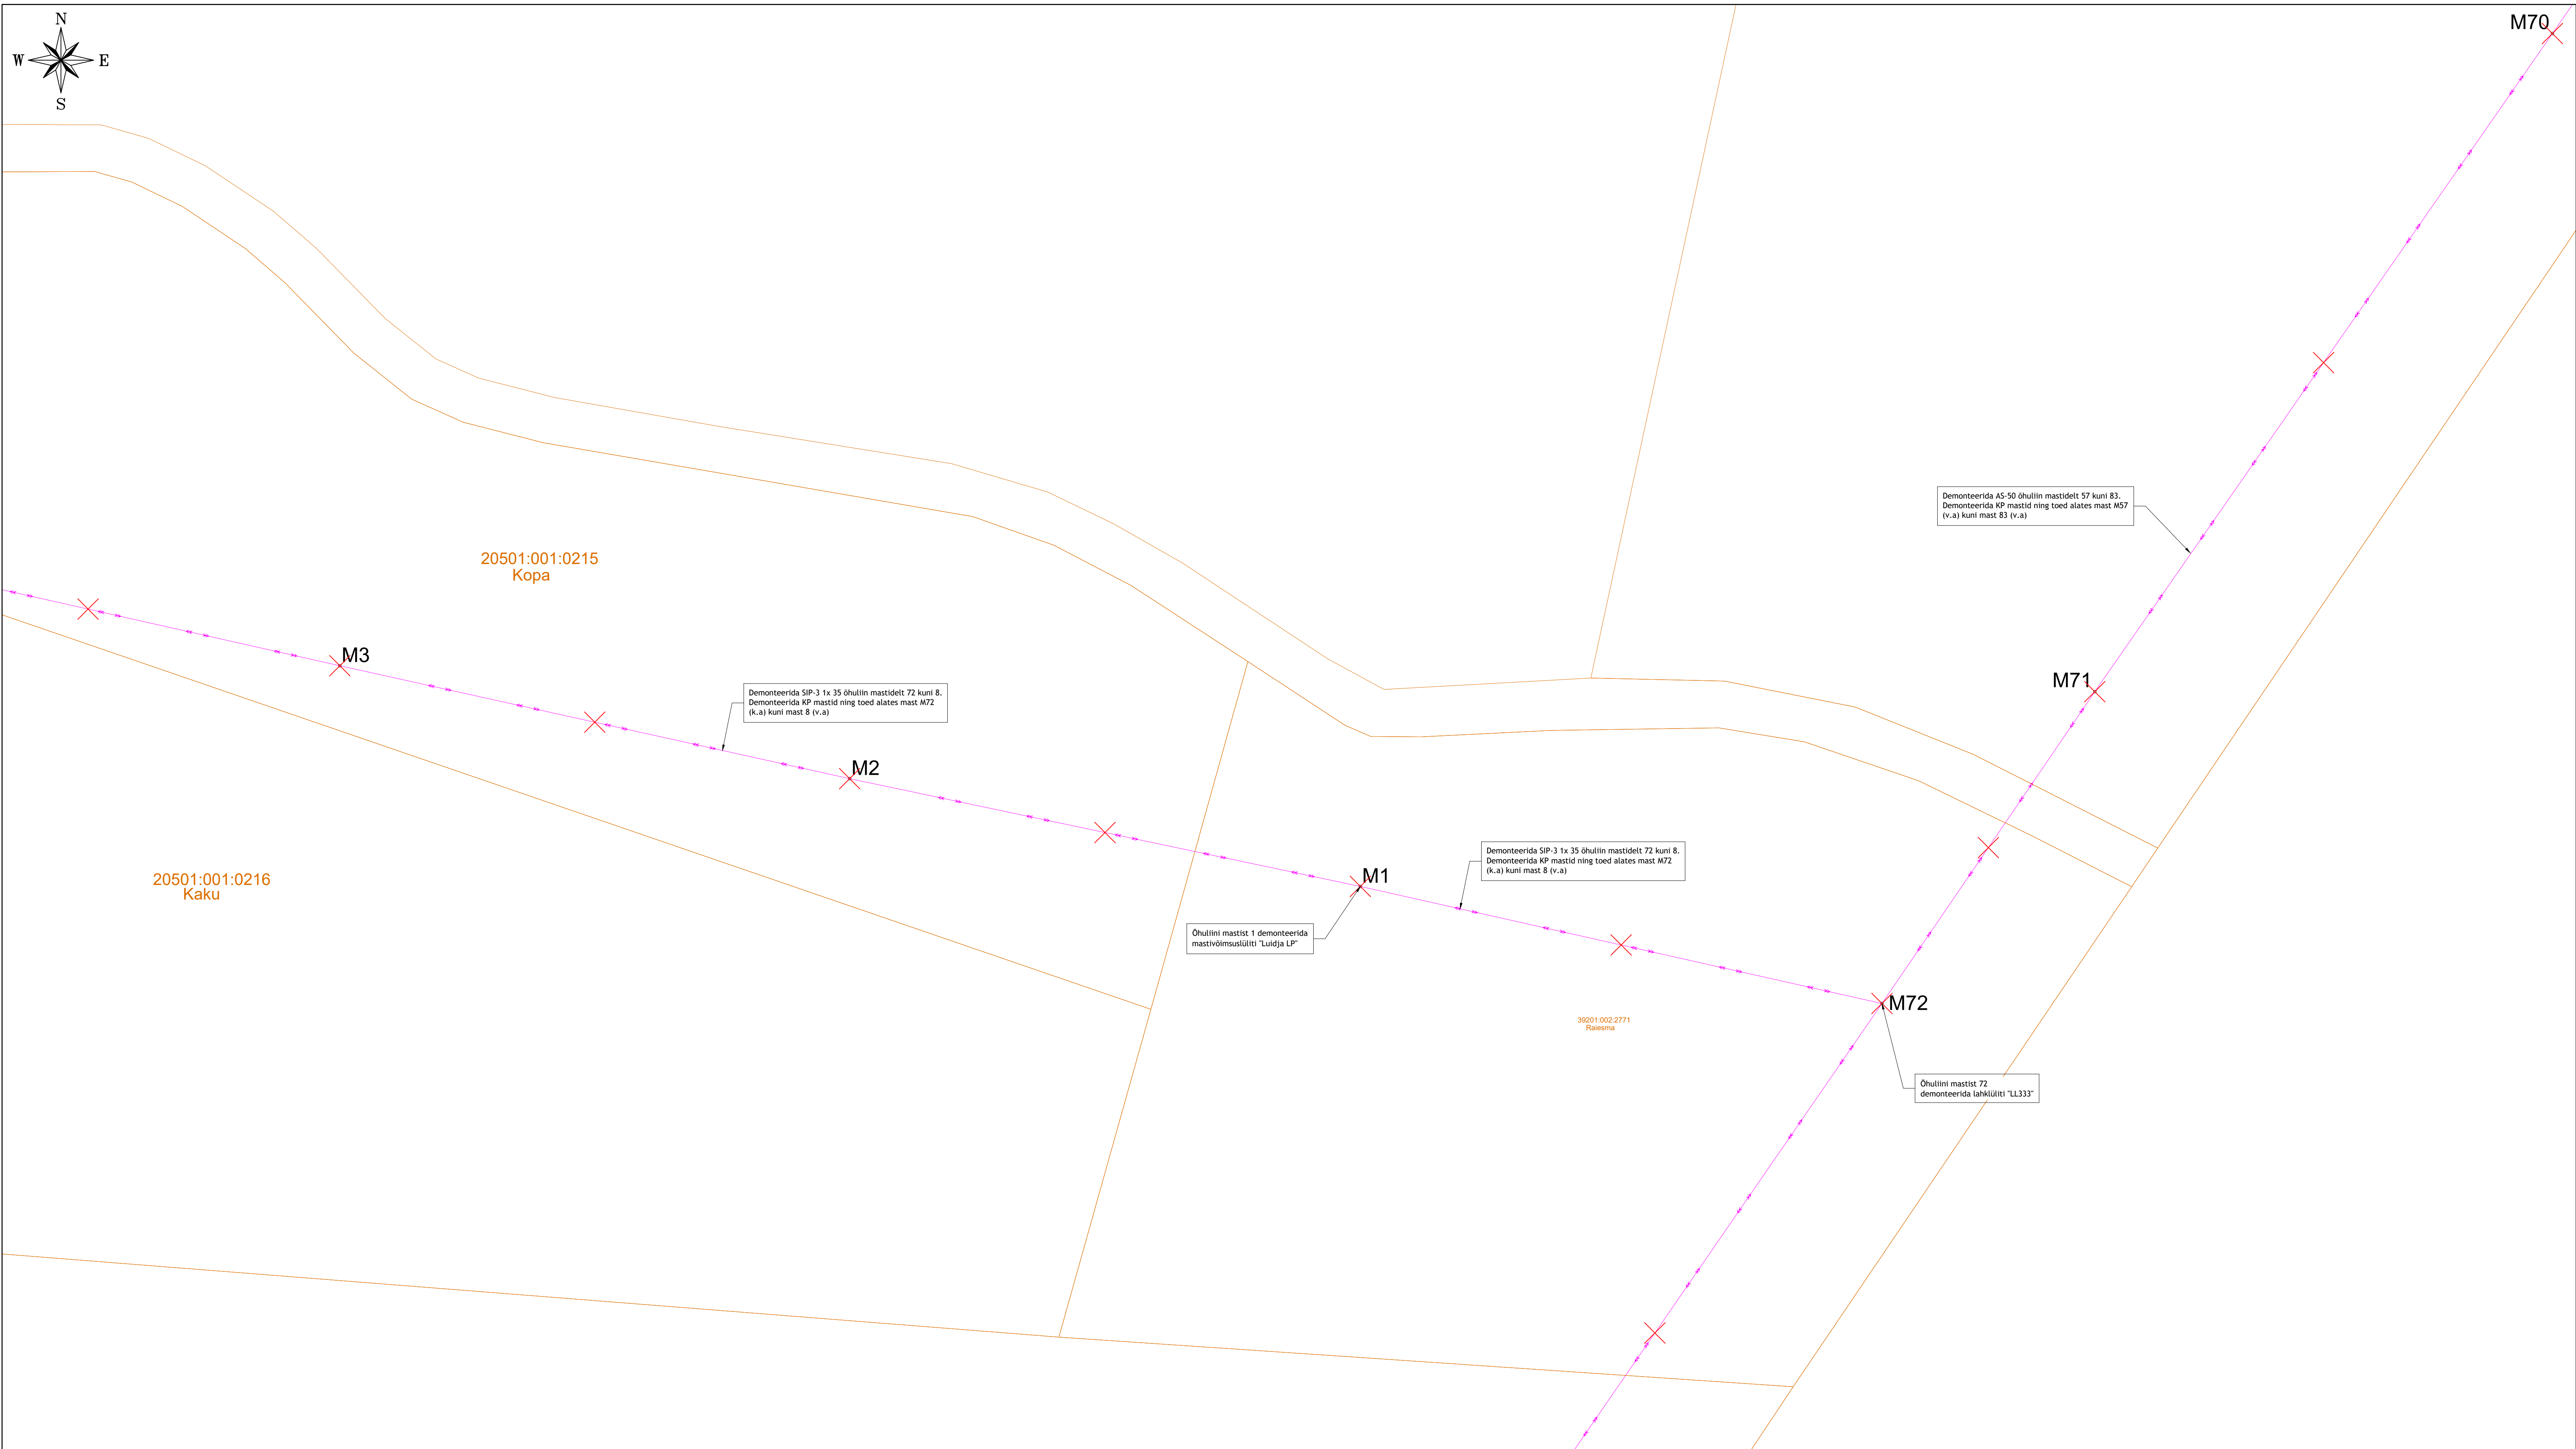 N
W E
S
M70
Demonteerida AS-50 õhuliin mastidelt 57 kuni 83.
Demonteerida KP mastid ning toed alates mast M57
(v.a) kuni mast 83 (v.a)
20501:001:0215
Kopa
M3
M71
Demonteerida SIP-3 1x 35 õhuliin mastidelt 72 kuni 8.
Demonteerida KP mastid ning toed alates mast M72
(k.a) kuni mast 8 (v.a)
M2
Demonteerida SIP-3 1x 35 õhuliin mastidelt 72 kuni 8.
Demonteerida KP mastid ning toed alates mast M72
(k.a) kuni mast 8 (v.a)
M1
20501:001:0216
Kaku
Õhuliini mastist 1 demonteerida
mastivõimsuslüliti "Luidja LP"
M72
39201:002:2771
Raiesma
Õhuliini mastist 72
demonteerida lahklüliti "LL333"